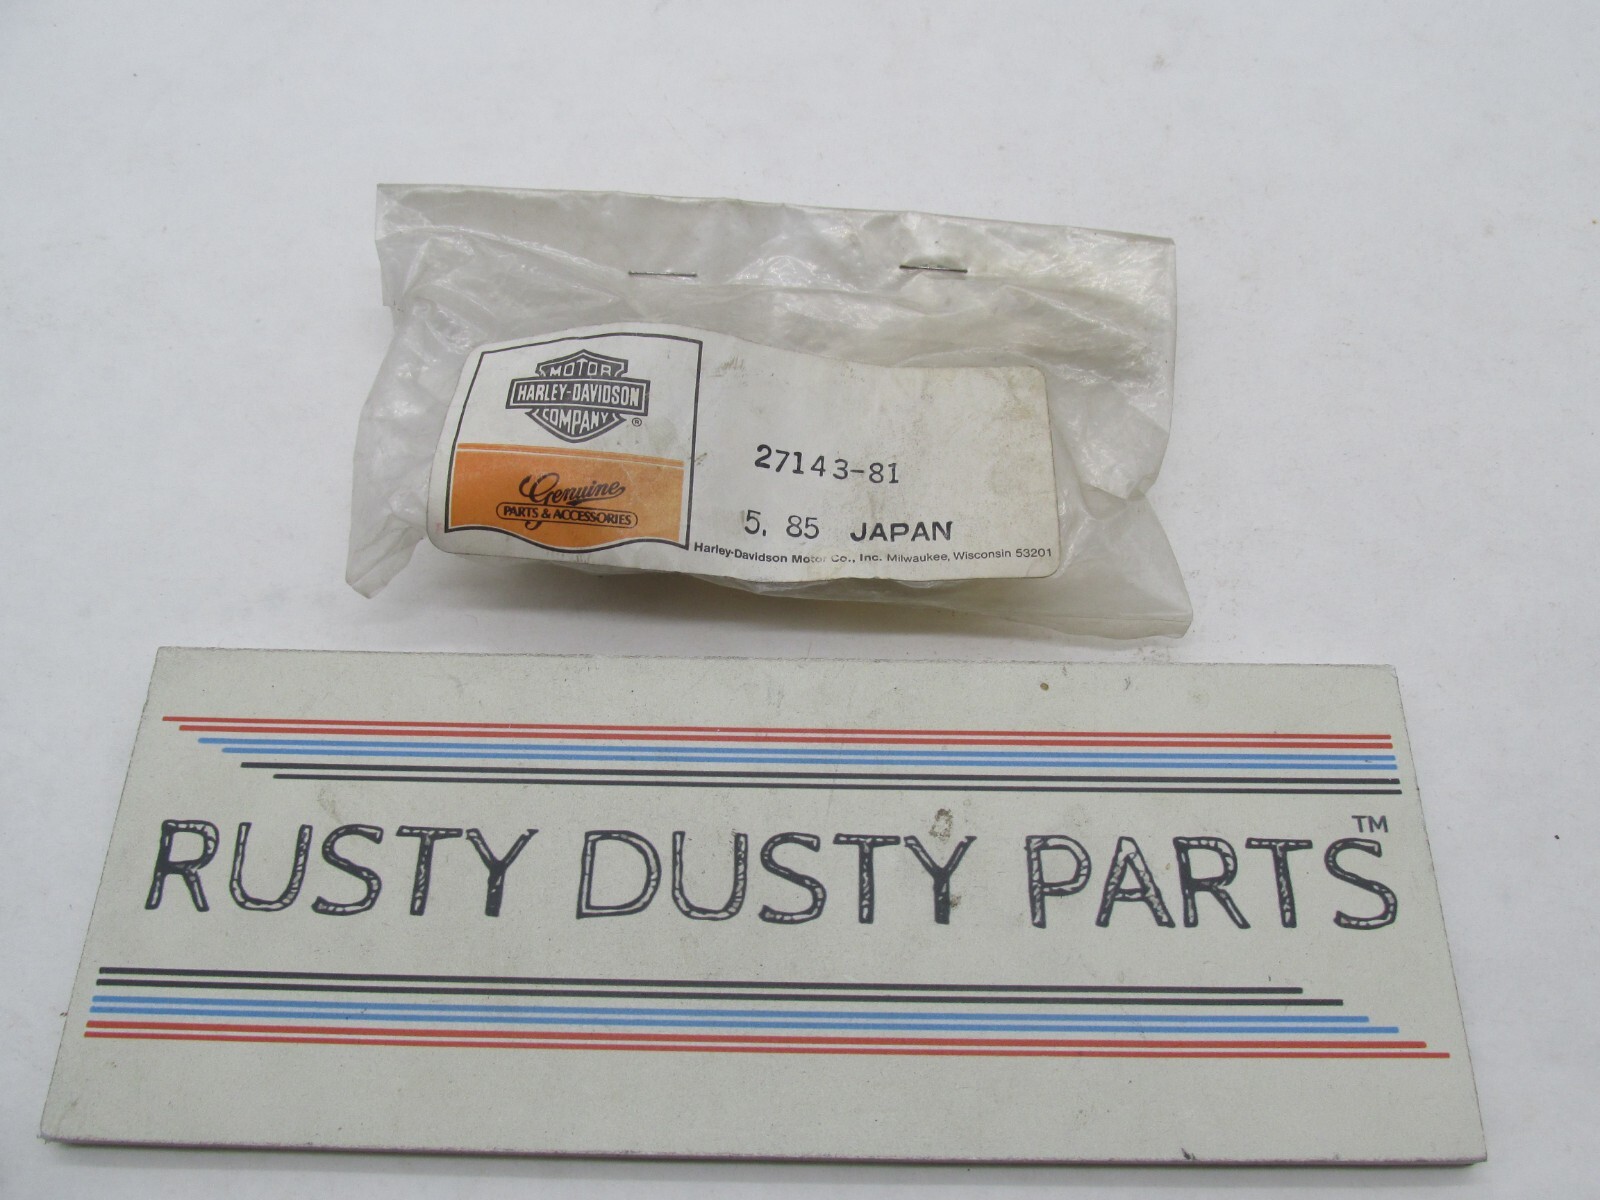 MOTOR
HARLEY-DAVIDSON
COMPANY
®
Genuine
PARTS & ACCESSORIES
27143-81
5. 85 JAPAN
Harley-Davidson Motor Co., Inc. Milwaukee, Wisconsin 53201
RUSTY DUSTY PARTS™